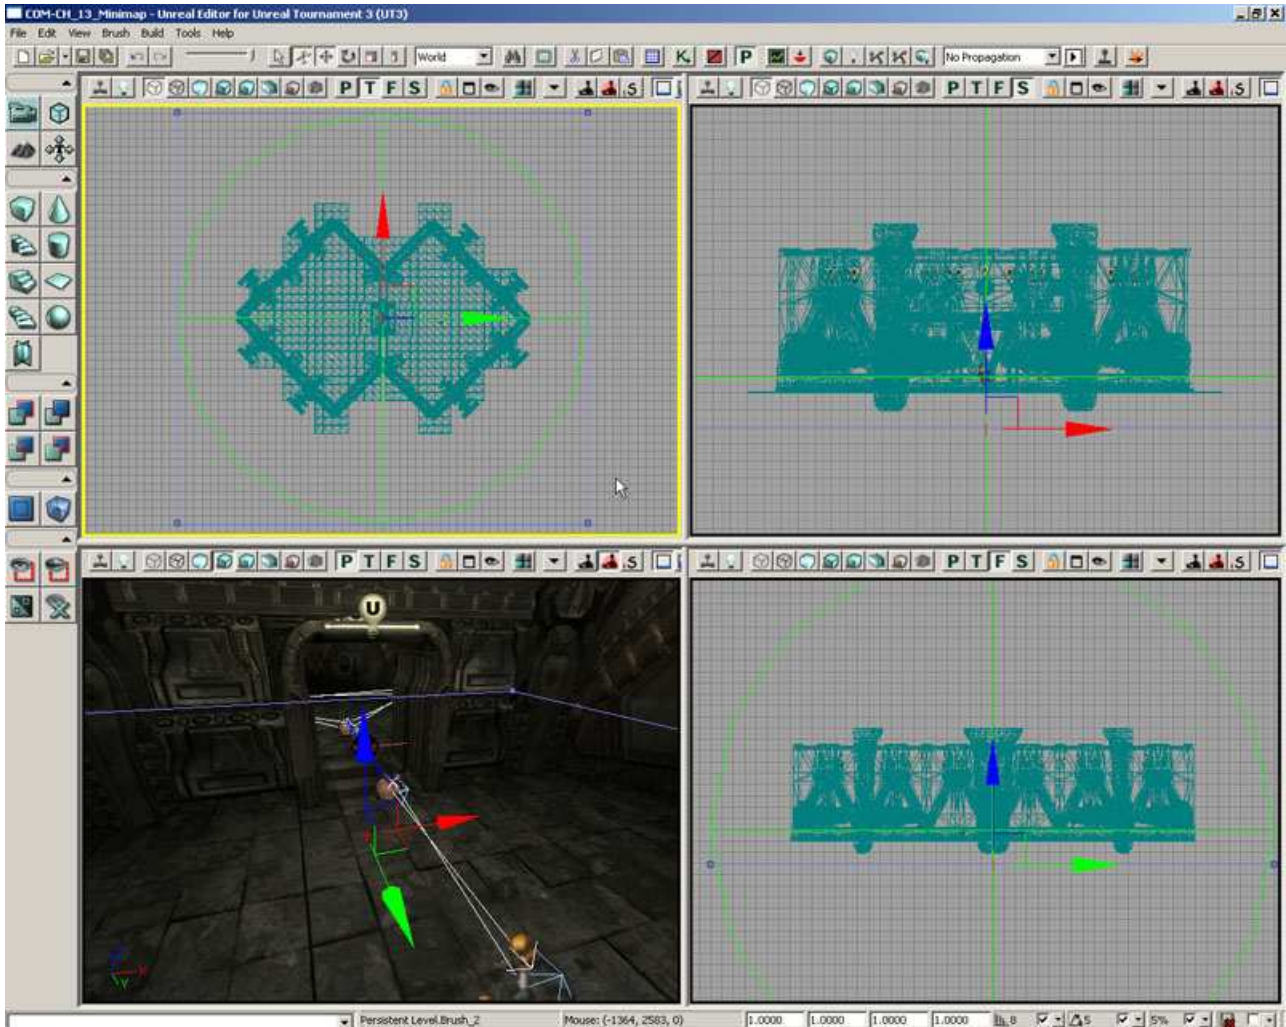 COM-CH_13_Minimap - Unreal Editor for Unreal Tournament 3 (UT3)
File Edit View Brush Build Tools Help
World
P
No Propagation
P T F S
P T F S
U
P T F S
P T F S
X
Y
Persistent Level.Brush_2
Mouse: (-1364, 2583, 0)
1.0000
1.0000
1.0000
1.0000
8
5
5%